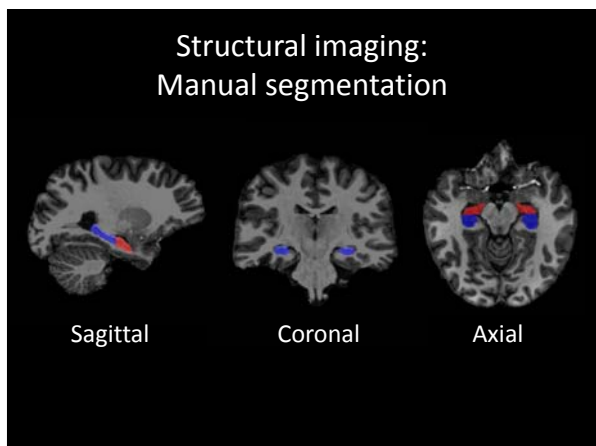 Structural imaging:
Manual segmentation
Sagittal
Coronal
Axial